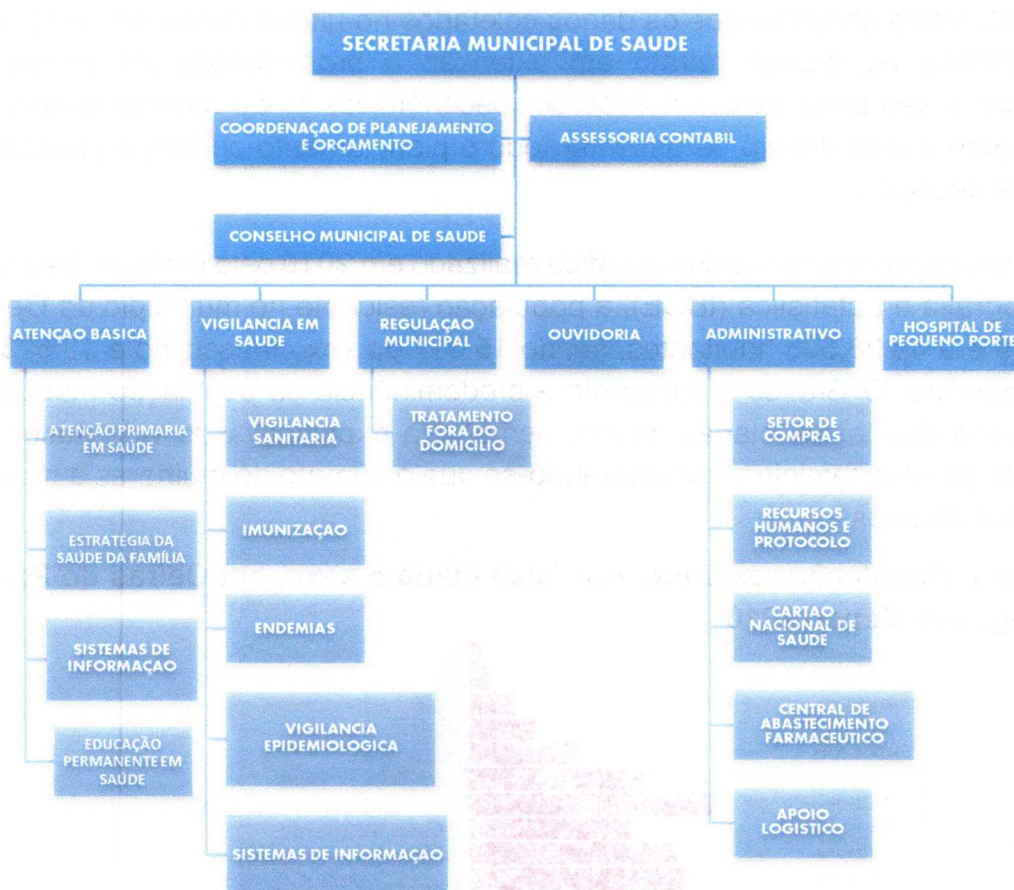 SECRETARIA MUNICIPAL DE SAUDE
COORDENAÇAO DE PLANEJAMENTO
E ORÇAMENTO
ASSESSORIA CONTABIL
CONSELHO MUNICIPAL DE SAUDE
ATENÇAO BASICA
VIGILANCIA EM
SAUDE
REGULAÇAO
MUNICIPAL
OUVIDORIA
ADMINISTRATIVO
HOSPITAL DE
PEQUENO PORTE
ATENÇÃO PRIMARIA
EM SAÚDE
ESTRATÉGIA DA
SAÚDE DA FAMÍLIA
SISTEMAS DE
INFORMAÇAO
EDUCAÇÃO
PERMANENTE EM
SAÚDE
VIGILANCIA
SANITARIA
IMUNIZAÇAO
ENDEMIAS
VIGILANCIA
EPIDEMIOLOGICA
SISTEMAS DE INFORMAÇAO
TRATAMENTO
FORA DO
DOMICILIO
SETOR DE
COMPRAS
RECURSOS
HUMANOS E
PROTOCOLO
CARTAO
NACIONAL DE
SAUDE
CENTRAL DE
ABASTECIMENTO
FARMACEUTICO
APOIO
LOGISTICO